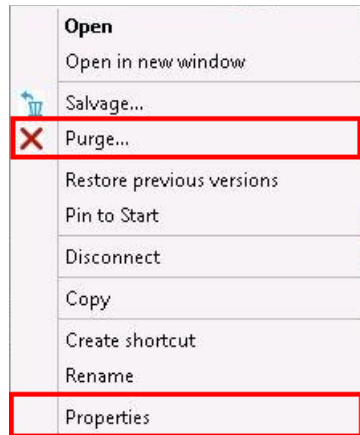 Open
Open in new window
Salvage...
Purge...
Restore previous versions
Pin to Start
Disconnect
Copy
Create shortcut
Rename
Properties